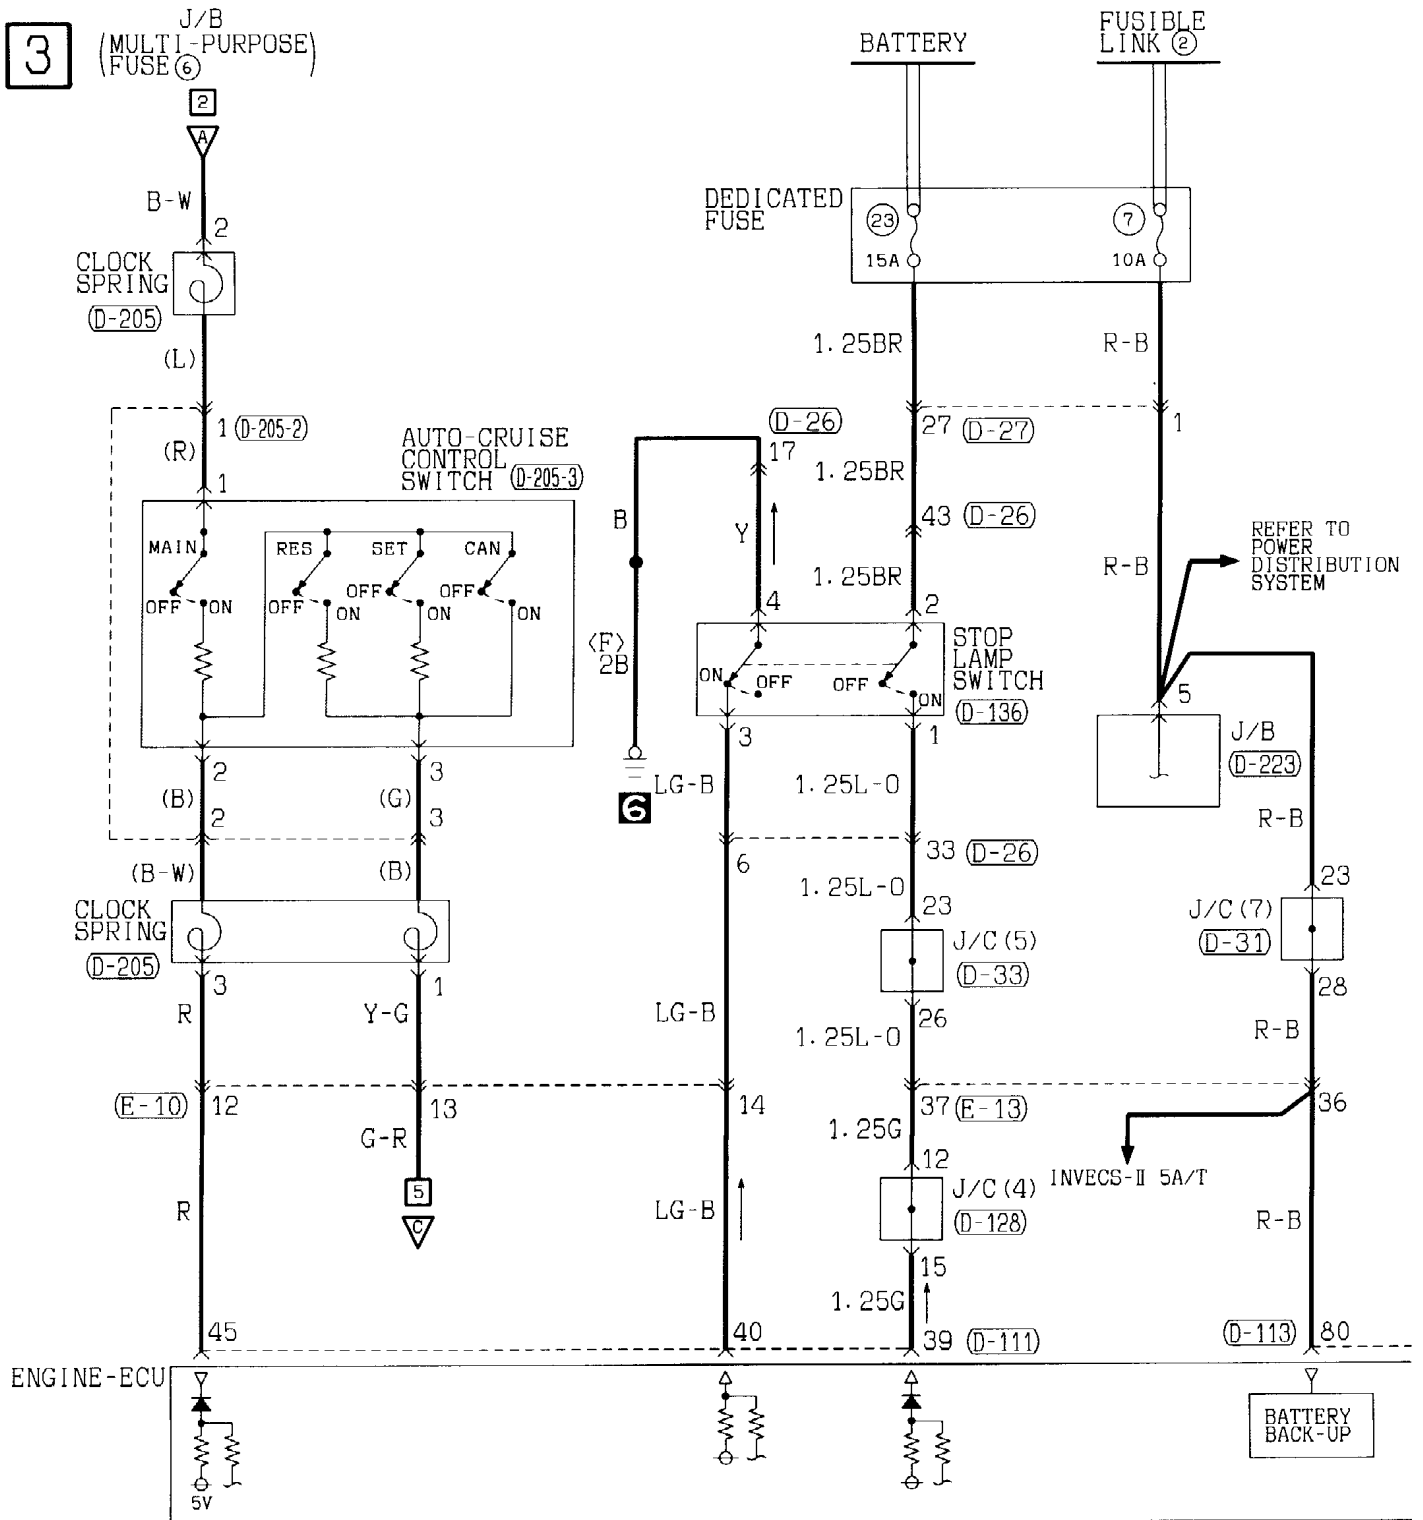 3
J/B
(MULTI-PURPOSE)
FUSE ⑥
2
A
B-W
2
CLOCK
SPRING
(D-205)
(L)
1 (D-205-2)
(R)
1
AUTO-CRUISE
CONTROL
SWITCH (D-205-3)
MAIN
RES
SET
CAN
OFF
ON
OFF
ON
OFF
ON
OFF
ON
2
3
(B)
(G)
2
3
(B-W)
(B)
CLOCK
SPRING
(D-205)
3
1
R
Y-G
(E-10)
12
13
14
G-R
5
C
R
45
BATTERY
FUSIBLE
LINK ②
DEDICATED
FUSE
23
15A
7
10A
1.25BR
R-B
(D-26)
17
27 (D-27)
1
1.25BR
B
Y
43 (D-26)
R-B
REFER TO
POWER
DISTRIBUTION
SYSTEM
1.25BR
4
2
<F>
2B
ON
OFF
OFF
ON
STOP
LAMP
SWITCH
(D-136)
5
3
1
J/B
(D-223)
6
LG-B
1.25L-O
R-B
6
33 (D-26)
1.25L-O
23
23
J/C(5)
(D-33)
J/C(7)
(D-31)
26
28
LG-B
1.25L-O
R-B
37 (E-13)
36
1.25G
12
INVECS-II 5A/T
LG-B
J/C(4)
(D-128)
R-B
15
1.25G
40
39 (D-111)
(D-113) 80
ENGINE-ECU
5V
BATTERY
BACK-UP